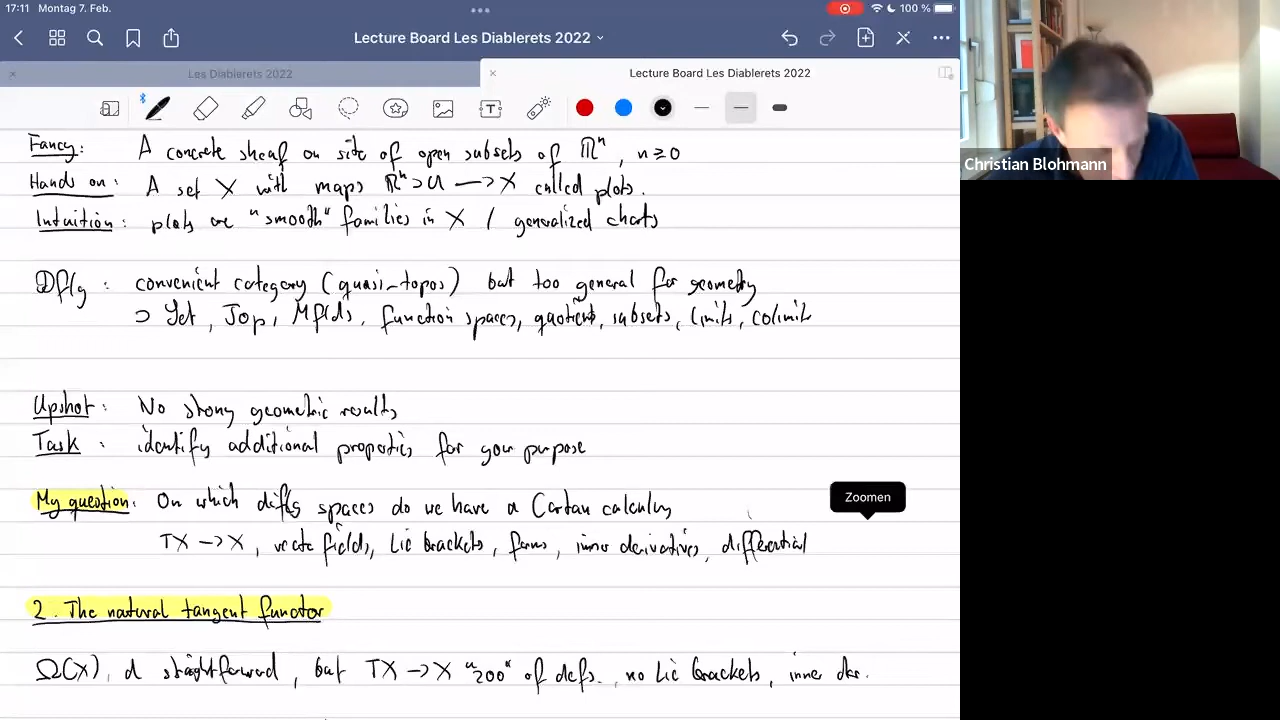 17:11 Montag 7. Feb.
100 %
Lecture Board Les Diablerets 2022
Les Diablerets 2022
Lecture Board Les Diablerets 2022
Christian Blohmann
Fancy: A concrete sheaf on site of open subsets of ℝⁿ, n≥0
Hands on: A set X with maps ℝⁿ ⊃ U → X called plots.
Intuition: plots are "smooth" families in X / generalized charts
Dflg: convenient category (quasi-topos) but too general for geometry
⊃ Set, Top, Mflds, function spaces, quotients, subsets, limits, colimits
Upshot: No strong geometric results
Task: identify additional properties for your purpose
My question: On which diflg spaces do we have a Cartan calculus
Zoomen
TX → X, vector fields, Lie brackets, forms, inner derivatives, differential
2. The natural tangent functor
Ω(X), d straightforward, but TX → X "zoo" of defs., no Lie brackets, inner der.